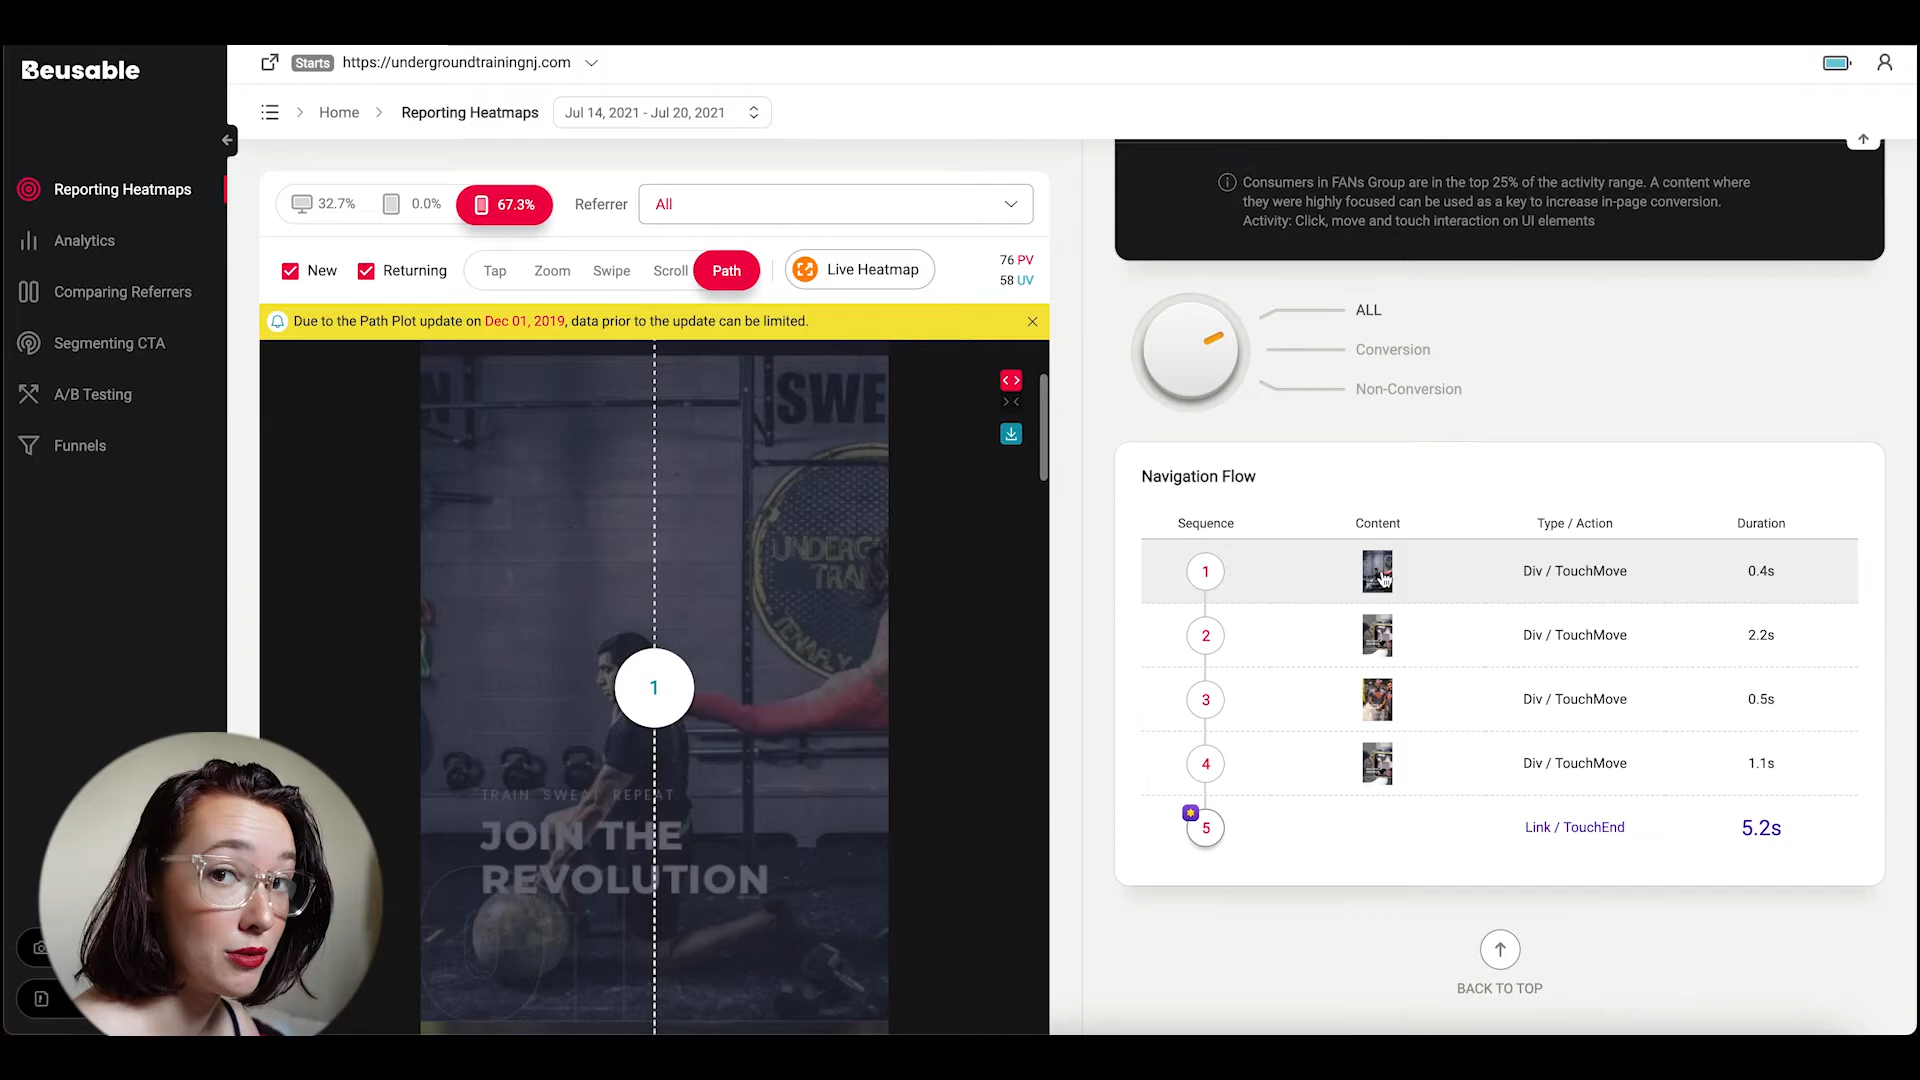 Beusable
Starts https://undergroundtrainingnj.com
Home Reporting Heatmaps Jul 14, 2021 - Jul 20, 2021
Reporting Heatmaps
Analytics
Comparing Referrers
Segmenting CTA
A/B Testing
Funnels
32.7% 0.0% 67.3% Referrer All
New Returning Tap Zoom Swipe Scroll Path Live Heatmap
76 PV
58 UV
Due to the Path Plot update on Dec 01, 2019, data prior to the update can be limited.
SWE
UNDERG
TRAI
TENAFLY
1
TRAIN SWEAT REPEAT
JOIN THE
REVOLUTION
Consumers in FANs Group are in the top 25% of the activity range. A content where
they were highly focused can be used as a key to increase in-page conversion.
Activity: Click, move and touch interaction on UI elements
ALL
Conversion
Non-Conversion
Navigation Flow
Sequence Content Type / Action Duration
1 Div / TouchMove 0.4s
2 Div / TouchMove 2.2s
3 Div / TouchMove 0.5s
4 Div / TouchMove 1.1s
5 Link / TouchEnd 5.2s
BACK TO TOP